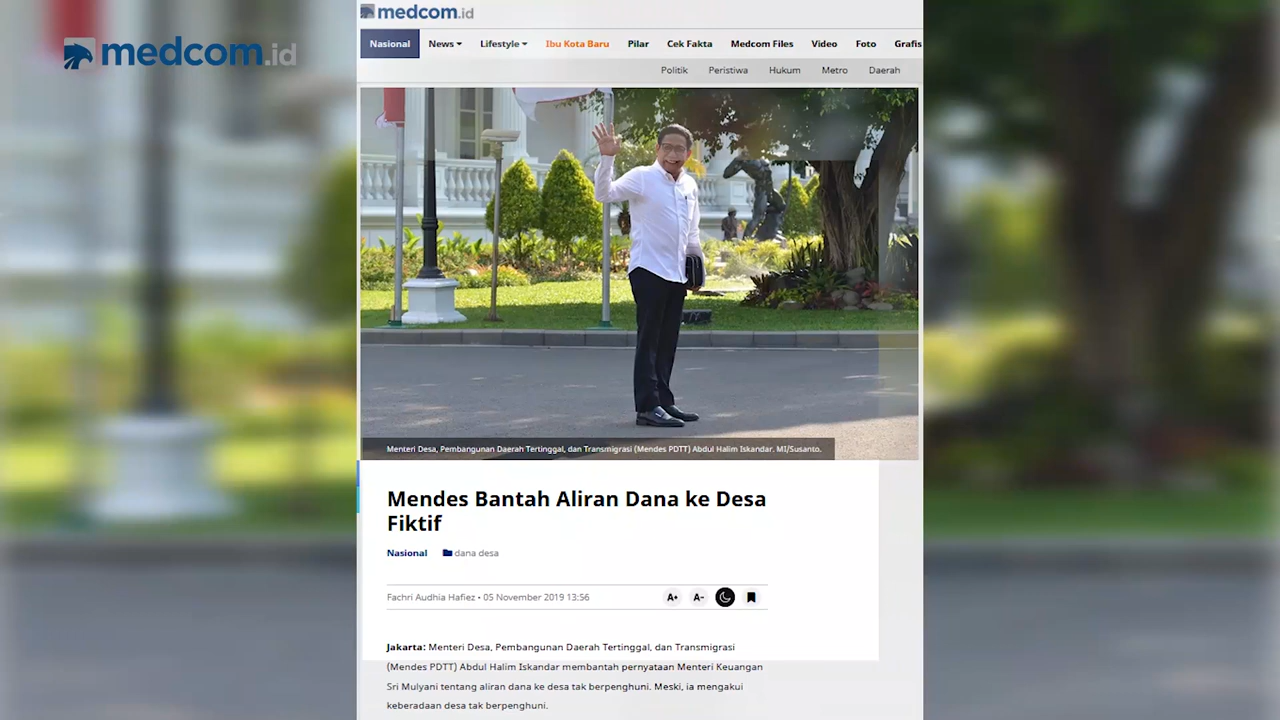 medcom.id
medcom.id
Nasional News Lifestyle Ibu Kota Baru Pilar Cek Fakta Medcom Files Video Foto Grafis
Politik Peristiwa Hukum Metro Daerah
Menteri Desa, Pembangunan Daerah Tertinggal, dan Transmigrasi (Mendes PDTT) Abdul Halim Iskandar. MI/Susanto.
Mendes Bantah Aliran Dana ke Desa
Fiktif
Nasional dana desa
Fachri Audhia Hafiez • 05 November 2019 13:56 A+ A-
Jakarta: Menteri Desa, Pembangunan Daerah Tertinggal, dan Transmigrasi
(Mendes PDTT) Abdul Halim Iskandar membantah pernyataan Menteri Keuangan
Sri Mulyani tentang aliran dana ke desa tak berpenghuni. Meski, ia mengakui
keberadaan desa tak berpenghuni.